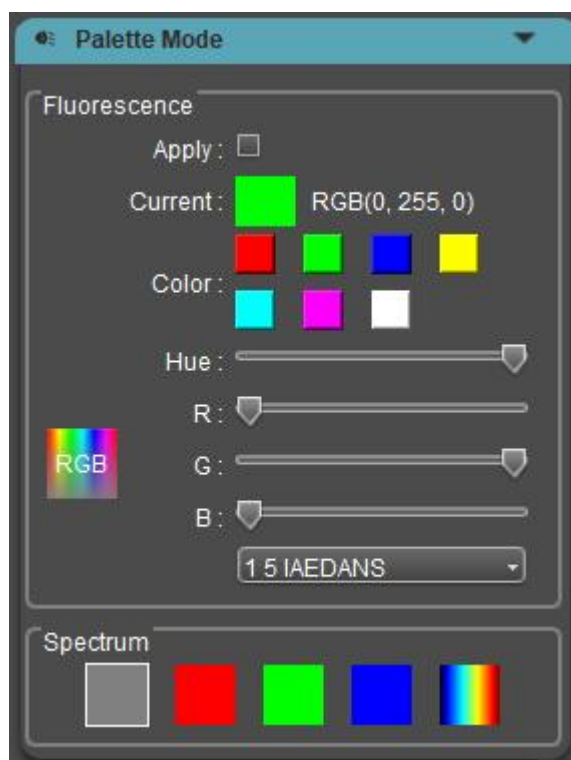 Palette Mode
Fluorescence
Apply :
Current : RGB(0, 255, 0)
Color :
Hue :
R :
RGB
G :
B :
1 5 IAEDANS
Spectrum